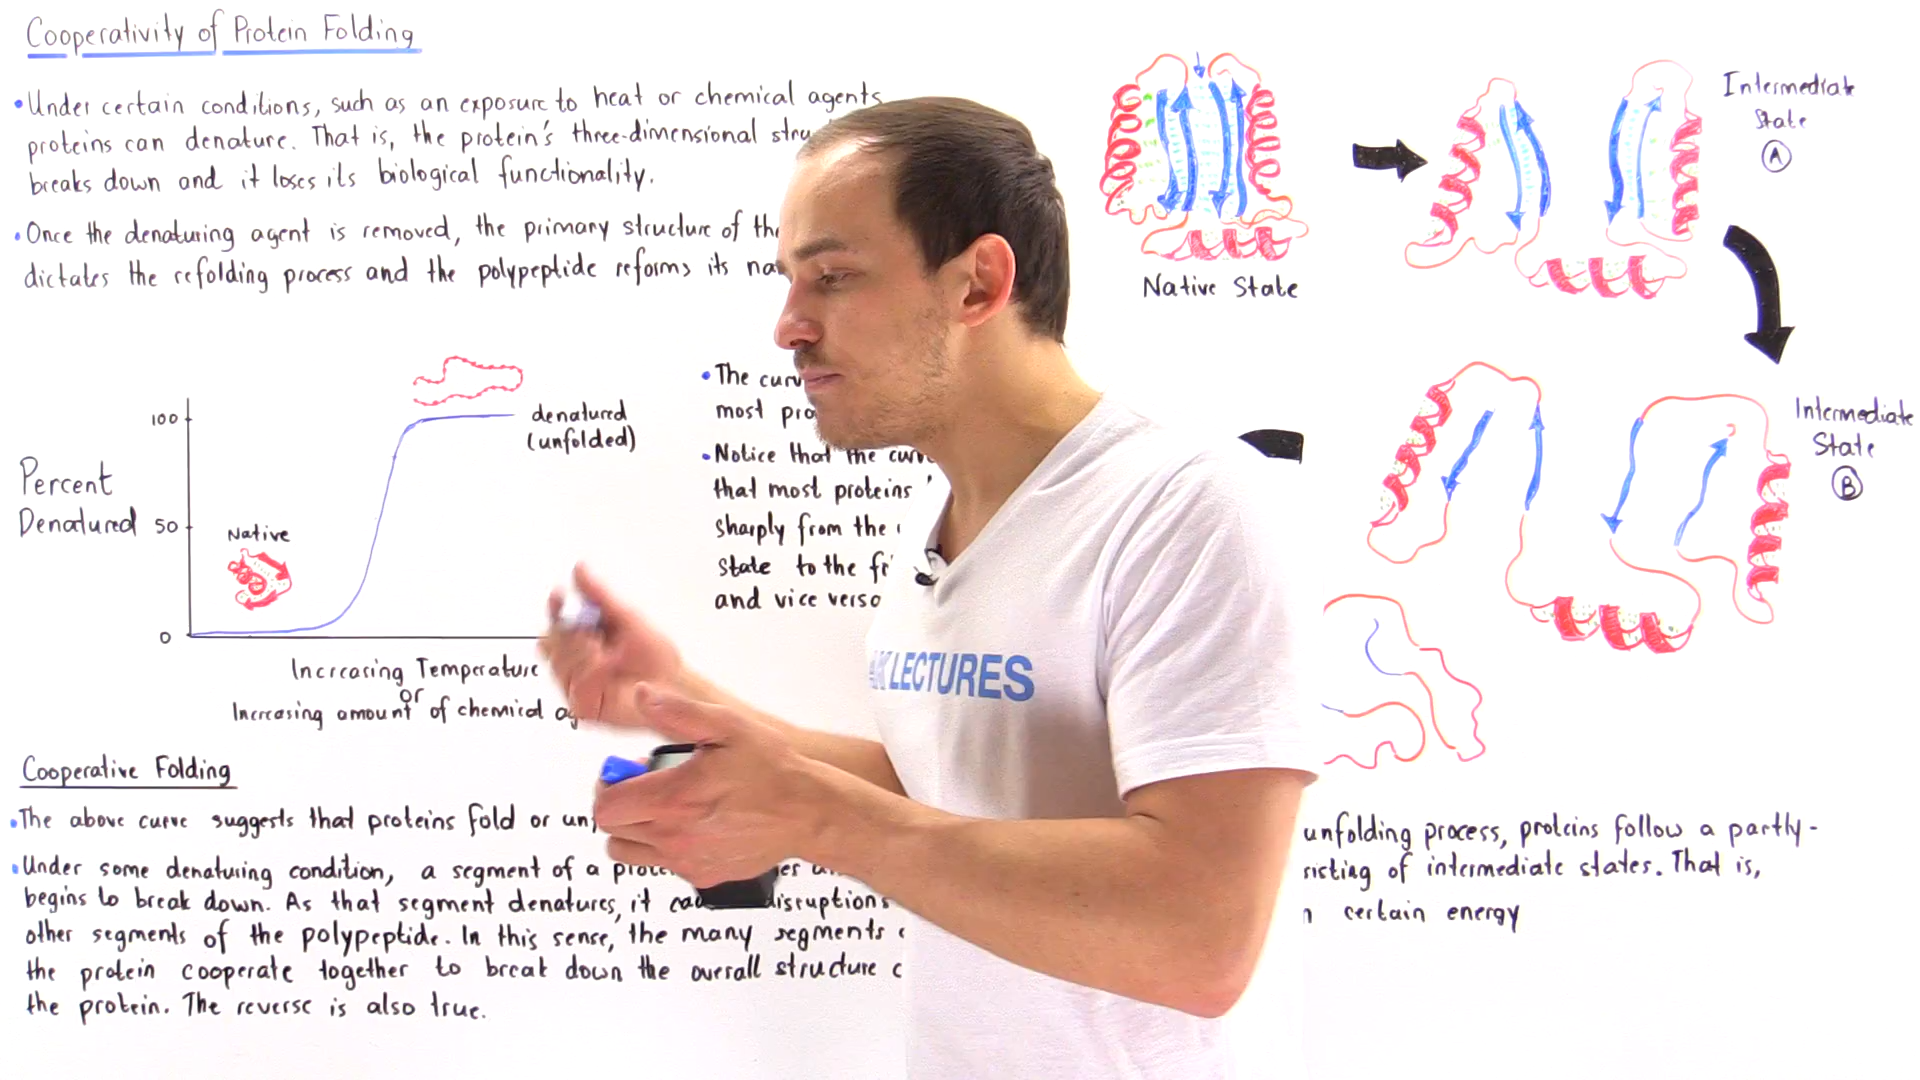 Cooperativity of Protein Folding
•Under certain conditions, such as an exposure to heat or chemical agents
proteins can denature. That is, the protein's three-dimensional
breaks down and it loses its biological functionality.
•Once the denaturing agent is removed, the primary structure of the
dictates the refolding process and the polypeptide reforms its
100
50
0
Percent
Denatured
Native
denatured
(unfolded)
Increasing Temperature
or
Increasing amount of chemical
•The
most
•Notice that the
that most proteins
sharply from the
state to the
and vice
Native State
Intermediate
State
A
Intermediate
State
B
Cooperative Folding
•The above curve suggests that proteins fold or
•Under some denaturing condition, a segment of a
begins to break down. As that segment denatures, it disruptions
other segments of the polypeptide. In this sense, the many segments
the protein cooperate together to break down the overall structure
the protein. The reverse is also true.
unfolding process, proteins follow a partly-
of intermediate states. That is,
certain energy
LECTURES